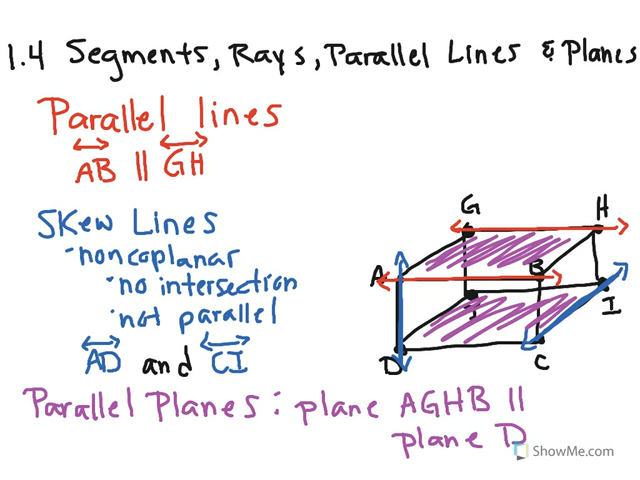 1.4 Segments, Rays, Parallel Lines & Planes
Parallel lines
AB || GH
Skew Lines
• noncoplanar
• no intersection
• not parallel
AD and CI
Parallel Planes : plane AGHB ||
plane D
G
H
A
B
J
I
D
C
ShowMe.com